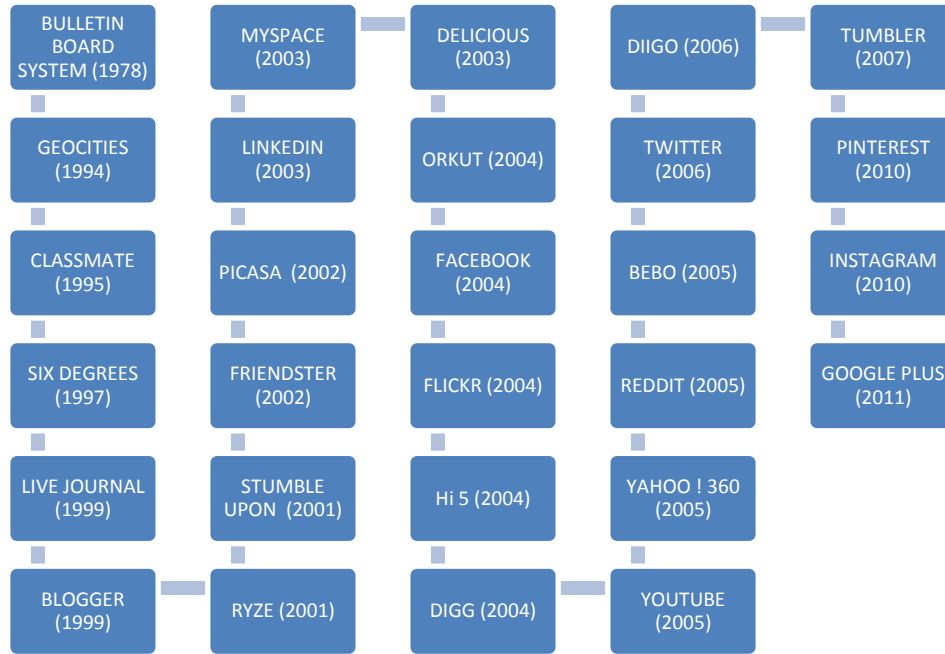 BULLETIN
BOARD
SYSTEM (1978)
GEOCITIES
(1994)
CLASSMATE
(1995)
SIX DEGREES
(1997)
LIVE JOURNAL
(1999)
BLOGGER
(1999)
RYZE (2001)
STUMBLE
UPON (2001)
FRIENDSTER
(2002)
PICASA (2002)
LINKEDIN
(2003)
MYSPACE
(2003)
DELICIOUS
(2003)
ORKUT (2004)
FACEBOOK
(2004)
FLICKR (2004)
Hi 5 (2004)
DIGG (2004)
YOUTUBE
(2005)
YAHOO ! 360
(2005)
REDDIT (2005)
BEBO (2005)
TWITTER
(2006)
DIIGO (2006)
TUMBLER
(2007)
PINTEREST
(2010)
INSTAGRAM
(2010)
GOOGLE PLUS
(2011)